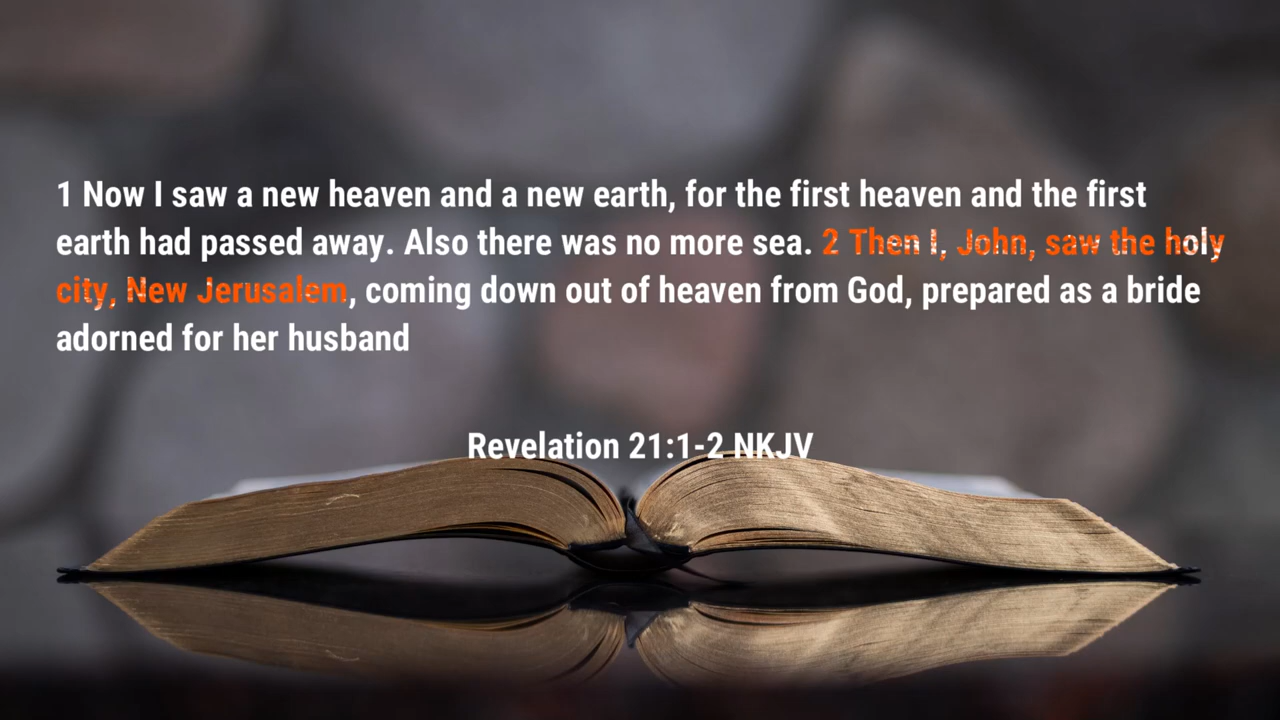 1 Now I saw a new heaven and a new earth, for the first heaven and the first
earth had passed away. Also there was no more sea. 2 Then I, John, saw the holy
city, New Jerusalem, coming down out of heaven from God, prepared as a bride
adorned for her husband
Revelation 21:1-2 NKJV